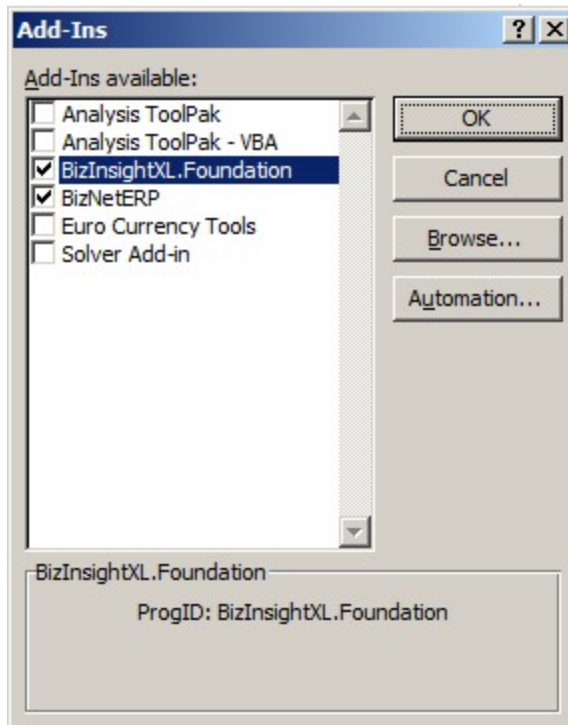 Add-Ins
Add-Ins available:
Analysis ToolPak
Analysis ToolPak - VBA
BizInsightXL.Foundation
BizNetERP
Euro Currency Tools
Solver Add-in
OK
Cancel
Browse...
Automation...
BizInsightXL.Foundation
ProgID: BizInsightXL.Foundation